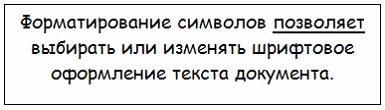 Форматирование символов позволяет
выбирать или изменять шрифтовое
оформление текста документа.